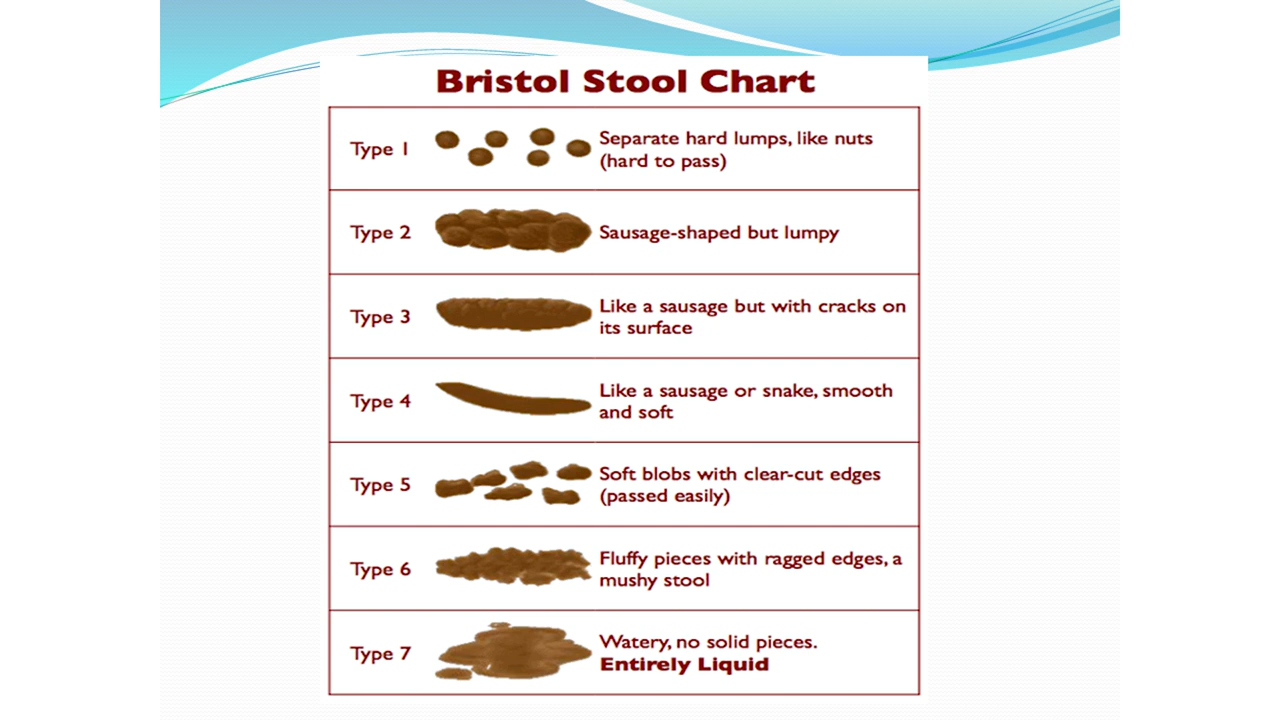 Bristol Stool Chart
Type 1
Separate hard lumps, like nuts
(hard to pass)
Type 2
Sausage-shaped but lumpy
Type 3
Like a sausage but with cracks on
its surface
Type 4
Like a sausage or snake, smooth
and soft
Type 5
Soft blobs with clear-cut edges
(passed easily)
Type 6
Fluffy pieces with ragged edges, a
mushy stool
Type 7
Watery, no solid pieces.
Entirely Liquid